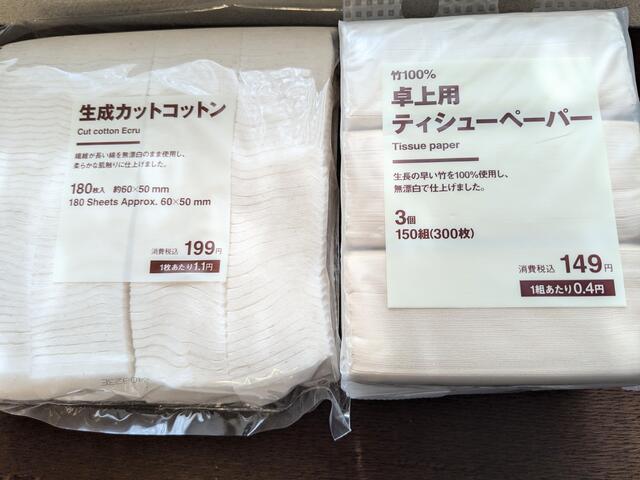 生成カットコットン
Cut cotton Ecru
繊維が長い綿を無漂白のまま使用し、
柔らかな肌触りに仕上げました。
180枚入 約60×50mm
180 Sheets Approx. 60×50mm
消費税込 199円
1枚あたり1.1円
竹100%
卓上用
ティシューペーパー
Tissue paper
生長の早い竹を100%使用し、
無漂白で仕上げました。
3個
150組(300枚)
消費税込 149円
1組あたり0.4円